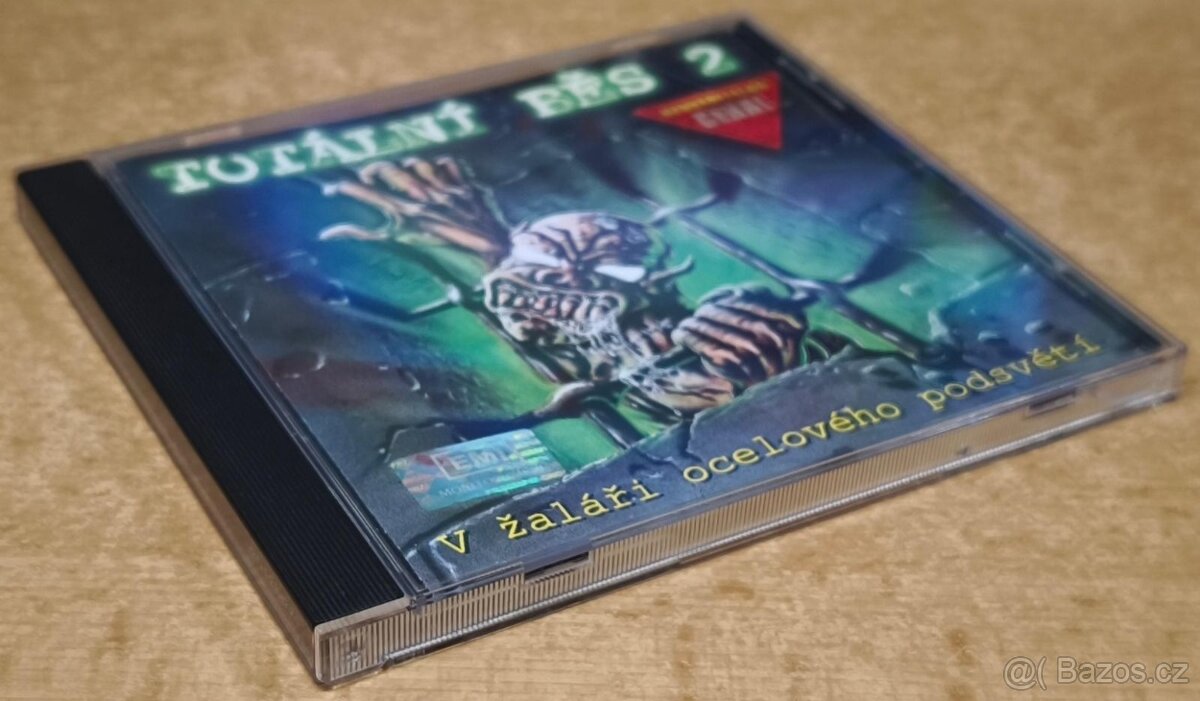 TOTÁLNÍ BĚS 2
EMI
V žaláři ocelového podsvětí
@( Bazos.cz